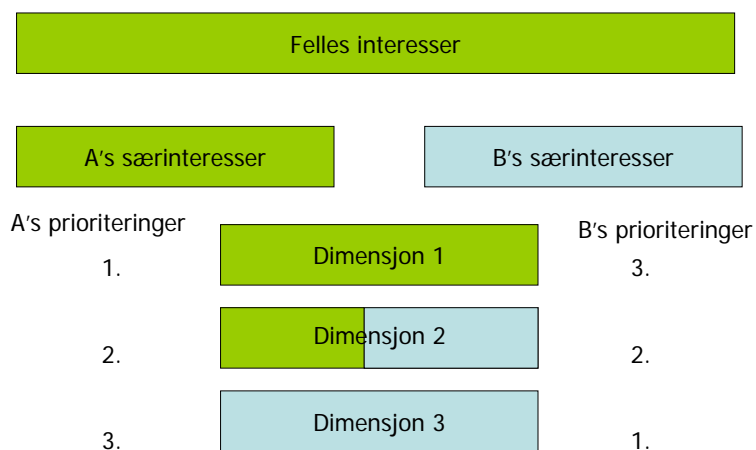 Felles interesser
A's særinteresser
B's særinteresser
A's prioriteringer
B's prioriteringer
1.
Dimensjon 1
3.
2.
Dimensjon 2
2.
3.
Dimensjon 3
1.